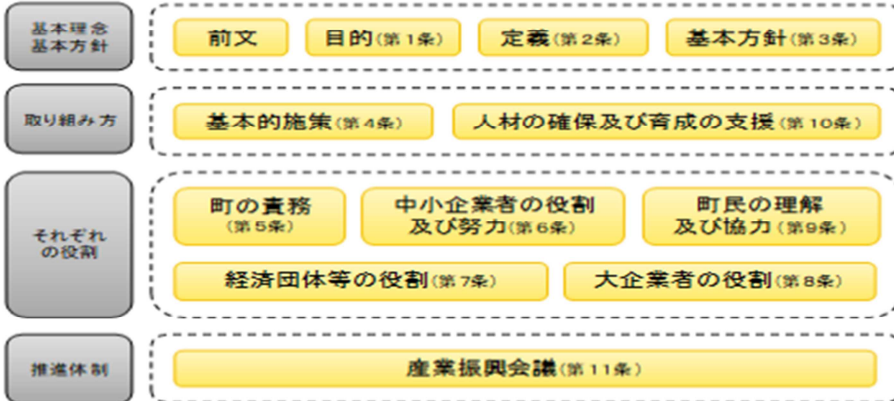 基本理念
基本方針
前文
目的(第1条)
定義(第2条)
基本方針(第3条)
取り組み方
基本的施策(第4条)
人材の確保及び育成の支援(第10条)
それぞれ
の役割
町の責務
(第5条)
中小企業者の役割
及び努力(第6条)
町民の理解
及び協力(第9条)
経済団体等の役割(第7条)
大企業者の役割(第8条)
推進体制
産業振興会議(第11条)